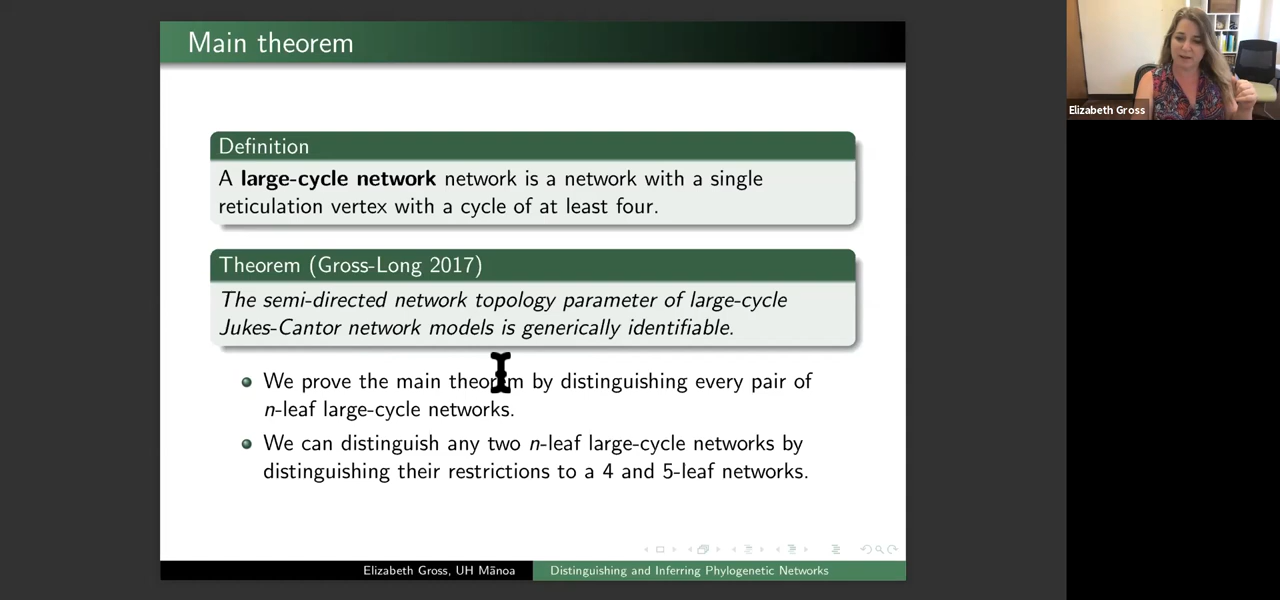 Main theorem
Elizabeth Gross
Definition
A large-cycle network network is a network with a single
reticulation vertex with a cycle of at least four.
Theorem (Gross-Long 2017)
The semi-directed network topology parameter of large-cycle
Jukes-Cantor network models is generically identifiable.
We prove the main theorem by distinguishing every pair of
n-leaf large-cycle networks.
We can distinguish any two n-leaf large-cycle networks by
distinguishing their restrictions to a 4 and 5-leaf networks.
Elizabeth Gross, UH Mānoa
Distinguishing and Inferring Phylogenetic Networks